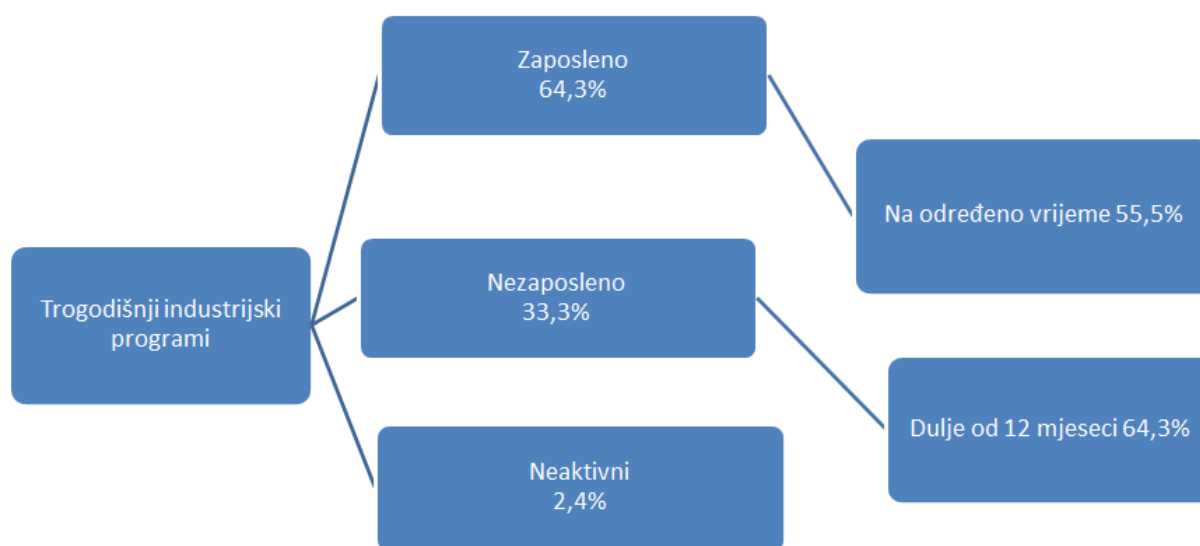 Trogodišnji industrijski
programi
Zaposleno
64,3%
Nezaposleno
33,3%
Neaktivni
2,4%
Na određeno vrijeme 55,5%
Dulje od 12 mjeseci 64,3%